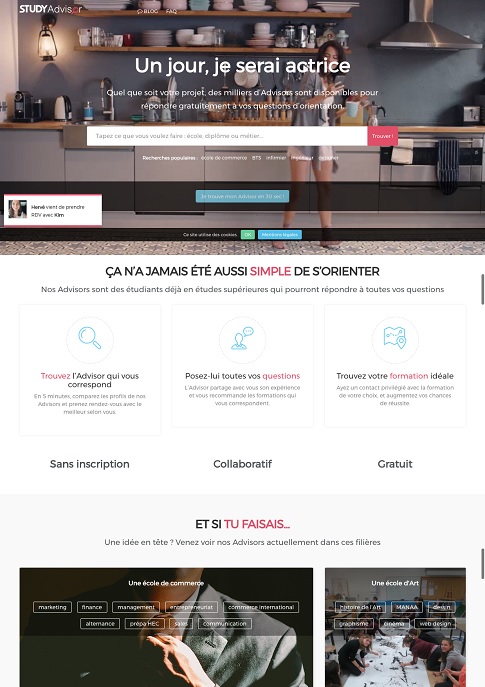 STUDYAdvisor
BLOG FAQ
Un jour, je serai actrice
Quel que soit votre projet, des milliers d'Advisors sont disponibles pour
répondre gratuitement à vos questions d'orientation.
Tapez ce que vous voulez faire : école, diplôme ou métier... Trouver !
Recherches populaires : école de commerce BTS infirmier
Je trouve mon Advisor en 30 sec !
Hervé vient de prendre
RDV avec Kim
Ce site utilise des cookies. OK Mentions légales
ÇA N'A JAMAIS ÉTÉ AUSSI SIMPLE DE S'ORIENTER
Nos Advisors sont des étudiants déjà en études supérieures qui pourront répondre à toutes vos questions
Trouvez l'Advisor qui vous
correspond
En 5 minutes, comparez les profils de nos
Advisors et prenez rendez-vous avec le
meilleur selon vous.
Posez-lui toutes vos questions
L'Advisor partage avec vous son expérience
et vous recommande les formations qui
vous correspondent.
Trouvez votre formation idéale
Ayez un contact privilégié avec la formation
de votre choix, et augmentez vos chances
de réussite.
Sans inscription
Collaboratif
Gratuit
ET SI TU FAISAIS...
Une idée en tête ? Venez voir nos Advisors actuellement dans ces filières
Une école de commerce
marketing finance management entrepreneuriat commerce international
alternance prépa HEC sales communication
Une école d'Art
histoire de l'Art MANAA design
graphisme cinéma web design